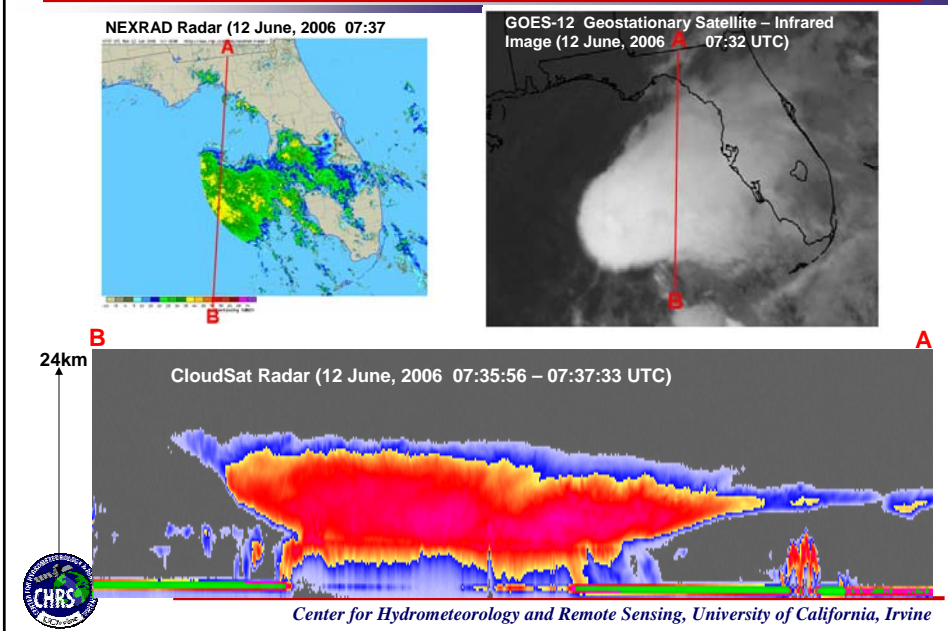 NEXRAD Radar (12 June, 2006 07:37
A
B
GOES-12 Geostationary Satellite – Infrared
Image (12 June, 2006 A 07:32 UTC)
B
B
A
24km
CloudSat Radar (12 June, 2006 07:35:56 – 07:37:33 UTC)
CHRS
Center for Hydrometeorology and Remote Sensing, University of California, Irvine